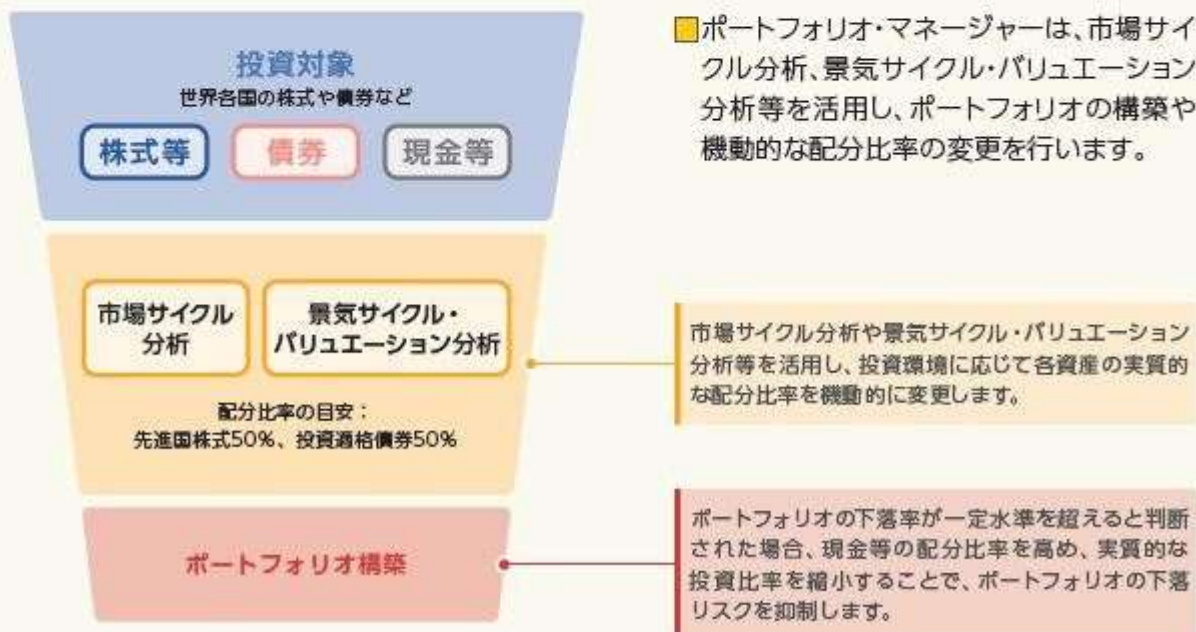 投資対象
世界各国の株式や債券など
株式等
債券
現金等
■ポートフォリオ・マネージャーは、市場サイ
クル分析、景気サイクル・バリュエーション
分析等を活用し、ポートフォリオの構築や
機動的な配分比率の変更を行います。
市場サイクル
分析
景気サイクル・
バリュエーション分析
配分比率の目安：
先進国株式50%、投資適格債券50%
市場サイクル分析や景気サイクル・バリュエーション
分析等を活用し、投資環境に応じて各資産の実質的
な配分比率を機動的に変更します。
ポートフォリオ構築
ポートフォリオの下落率が一定水準を超えると判断
された場合、現金等の配分比率を高め、実質的な
投資比率を縮小することで、ポートフォリオの下落
リスクを抑制します。